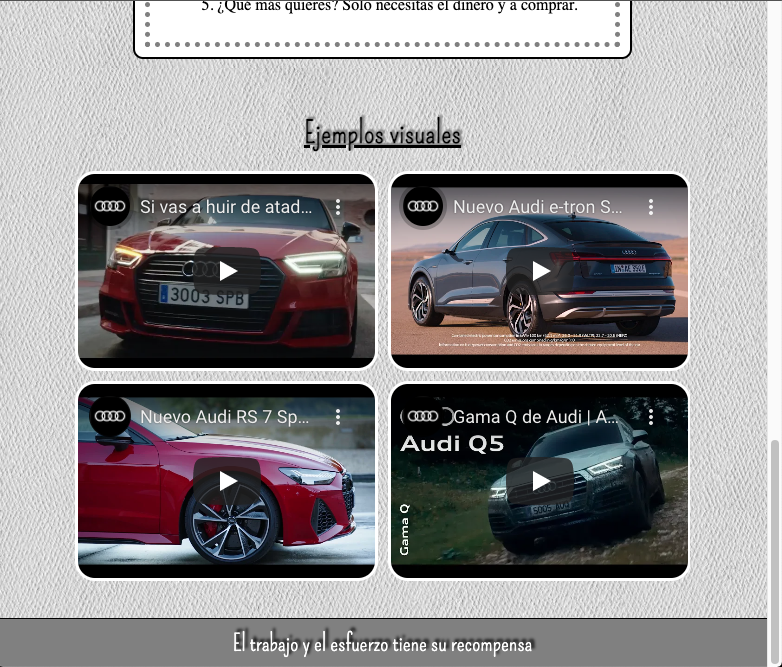 5. ¿Qué más quieres? Sólo necesitas el dinero y a comprar.
Ejemplos visuales
Si vas a huir de atad...
3003 SPB
Nuevo Audi e-tron S...
Nuevo Audi RS 7 Sp...
Gama Q de Audi | A...
Audi Q5
Gama Q
El trabajo y el esfuerzo tiene su recompensa